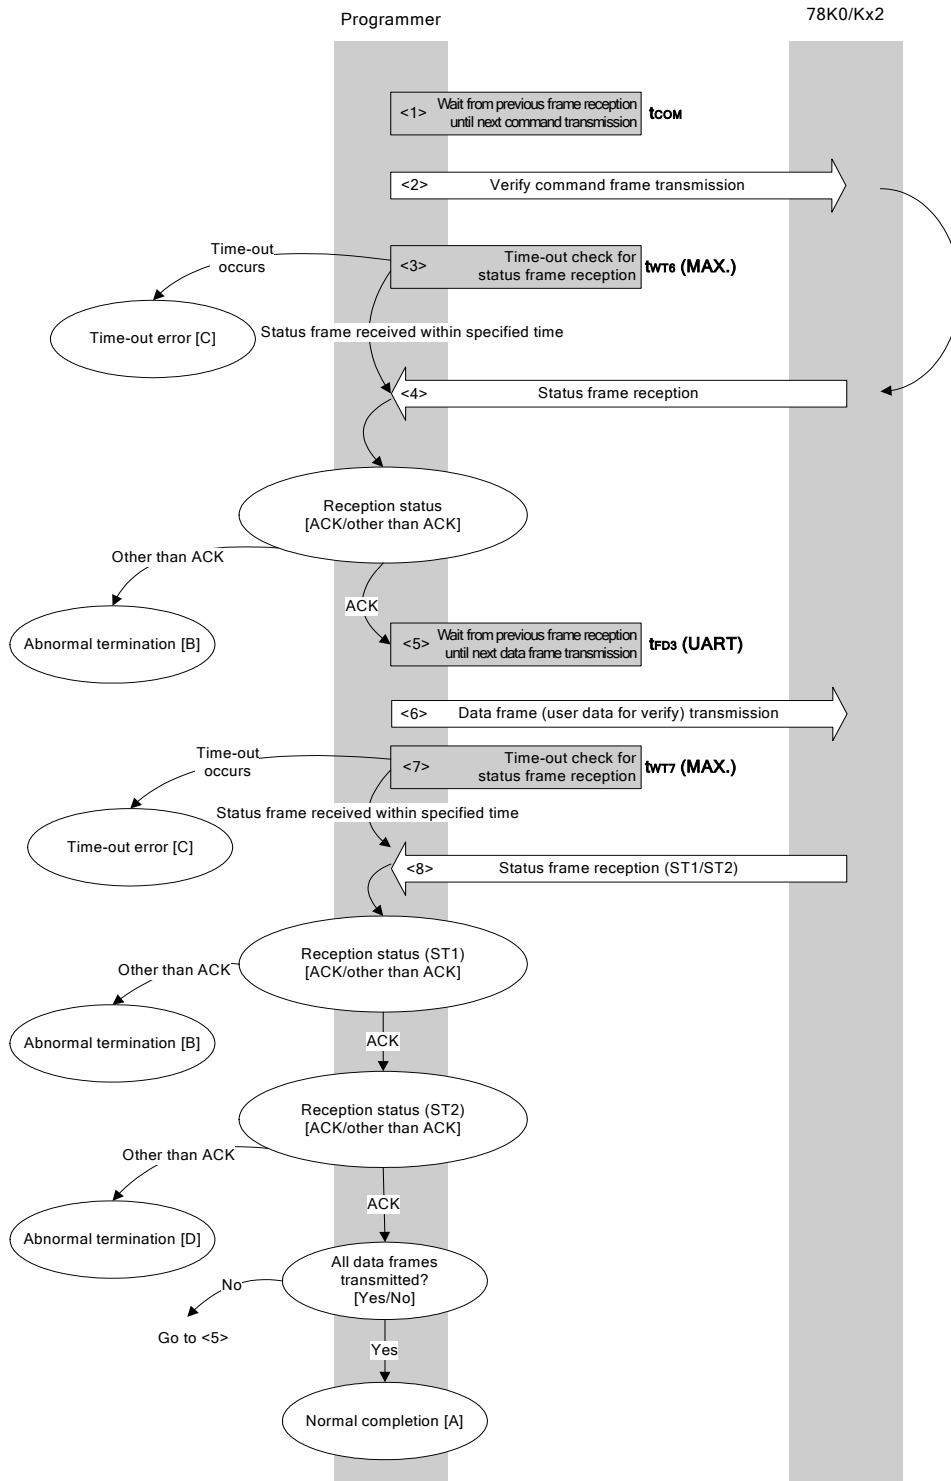 Programmer
78K0/Kx2
<1> Wait from previous frame reception
until next command transmission
tCOM
<2> Verify command frame transmission
Time-out
occurs
<3> Time-out check for
status frame reception
tWT6 (MAX.)
Time-out error [C]
Status frame received within specified time
<4> Status frame reception
Reception status
[ACK/other than ACK]
Other than ACK
ACK
Abnormal termination [B]
<5> Wait from previous frame reception
until next data frame transmission
tFD3 (UART)
<6> Data frame (user data for verify) transmission
Time-out
occurs
<7> Time-out check for
status frame reception
tWT7 (MAX.)
Status frame received within specified time
Time-out error [C]
<8> Status frame reception (ST1/ST2)
Reception status (ST1)
[ACK/other than ACK]
Other than ACK
Abnormal termination [B]
ACK
Reception status (ST2)
[ACK/other than ACK]
Other than ACK
ACK
Abnormal termination [D]
All data frames
transmitted?
[Yes/No]
No
Go to <5>
Yes
Normal completion [A]